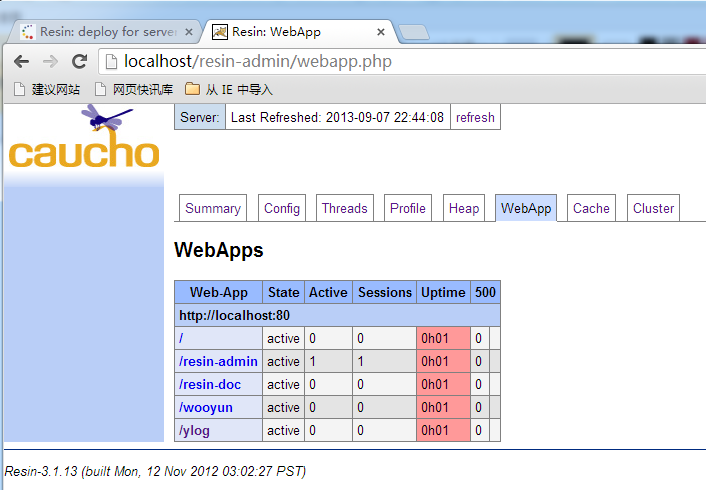 Resin: deploy for server
Resin: WebApp
localhost/resin-admin/webapp.php
建议网站 网页快讯库 从 IE 中导入
caucho
Server: Last Refreshed: 2013-09-07 22:44:08 refresh
Summary Config Threads Profile Heap WebApp Cache Cluster
WebApps
Web-App State Active Sessions Uptime 500
http://localhost:80
/ active 0 0 0h01 0
/resin-admin active 1 1 0h01 0
/resin-doc active 0 0 0h01 0
/wooyun active 0 0 0h01 0
/ylog active 0 0 0h01 0
Resin-3.1.13 (built Mon, 12 Nov 2012 03:02:27 PST)